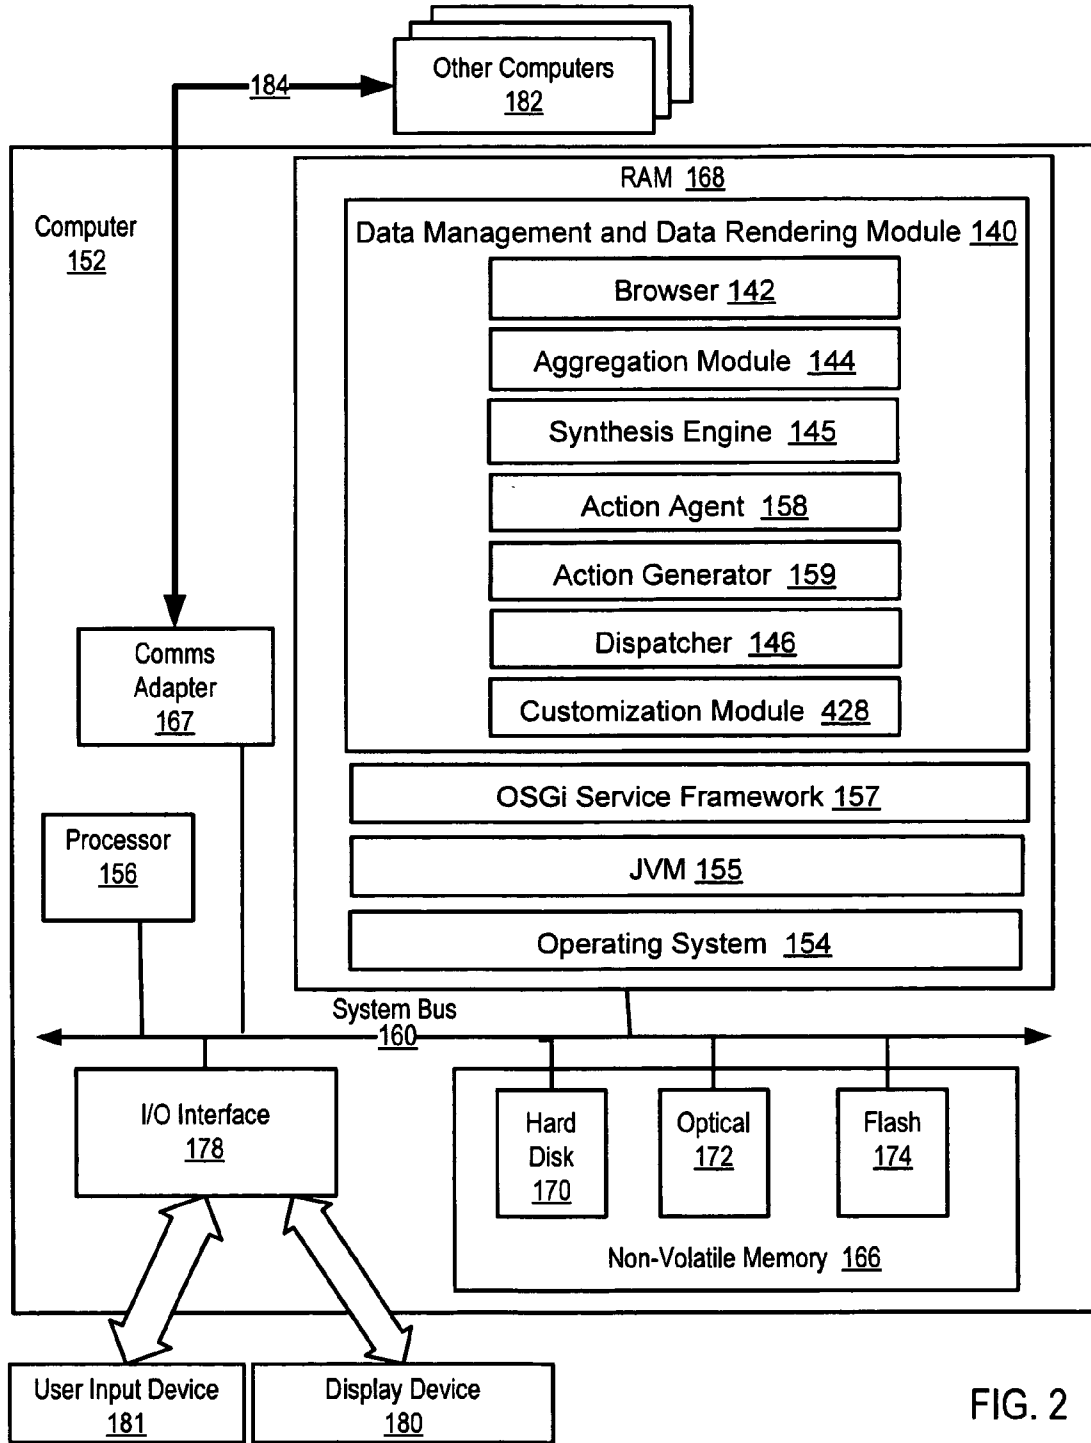 Other Computers
182
184
RAM 168
Computer
152
Data Management and Data Rendering Module 140
Browser 142
Aggregation Module 144
Synthesis Engine 145
Action Agent 158
Action Generator 159
Dispatcher 146
Customization Module 428
Comms
Adapter
167
OSGi Service Framework 157
Processor
156
JVM 155
Operating System 154
System Bus
160
I/O Interface
178
Hard
Disk
170
Optical
172
Flash
174
Non-Volatile Memory 166
User Input Device
181
Display Device
180
FIG. 2